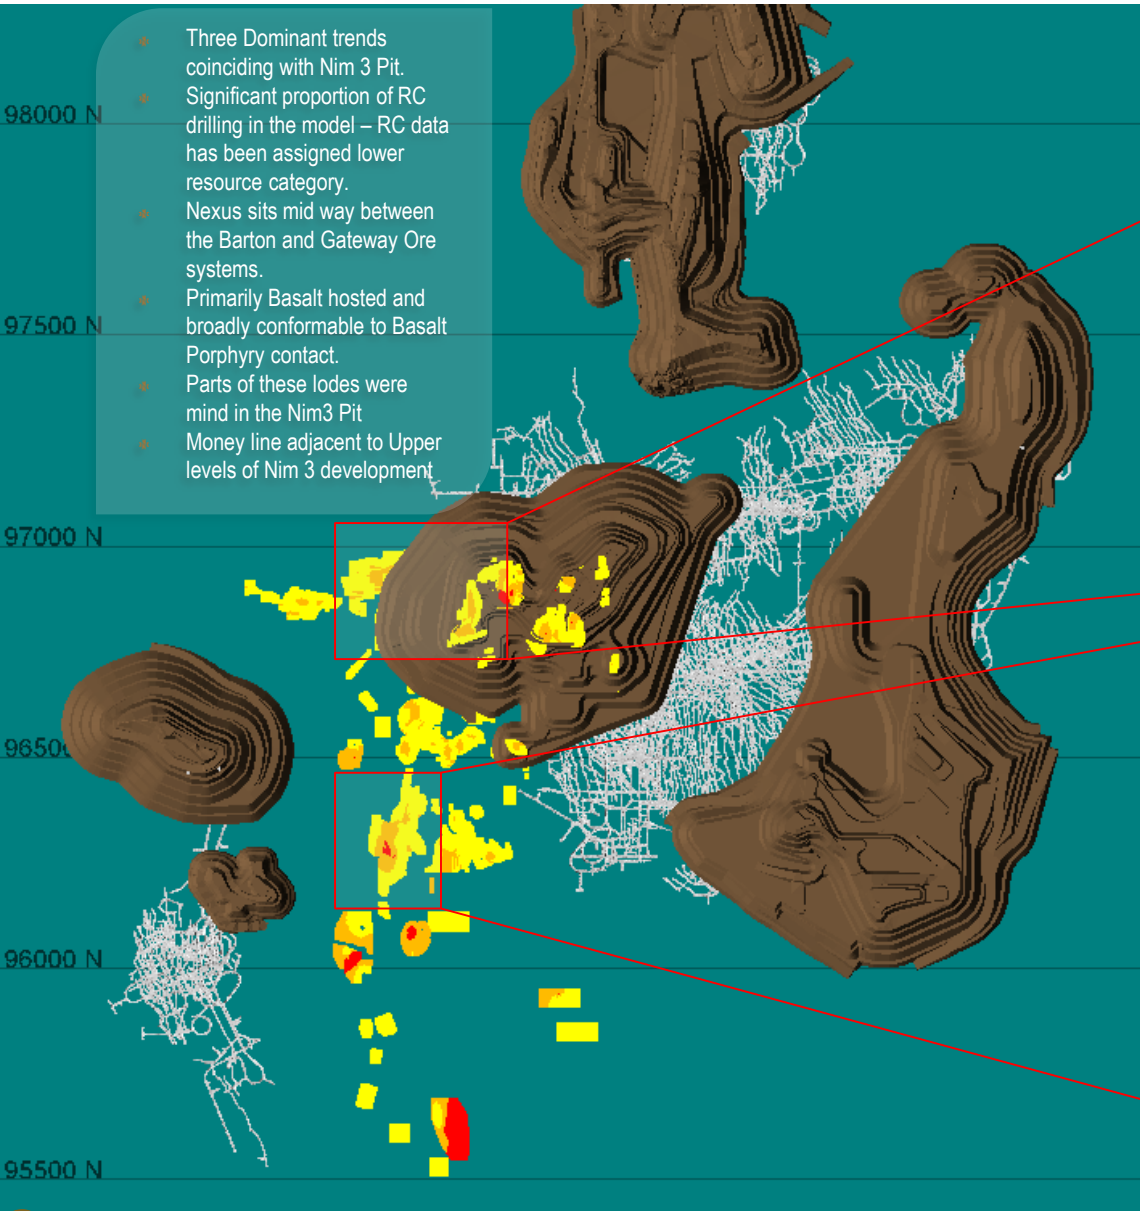 Three Dominant trends
coinciding with Nim 3 Pit.
Significant proportion of RC
drilling in the model – RC data
has been assigned lower
resource category.
Nexus sits mid way between
the Barton and Gateway Ore
systems.
Primarily Basalt hosted and
broadly conformable to Basalt
Porphyry contact.
Parts of these lodes were
mind in the Nim3 Pit
Money line adjacent to Upper
levels of Nim 3 development
98000 N
97500 N
97000 N
9650
96000 N
95500 N